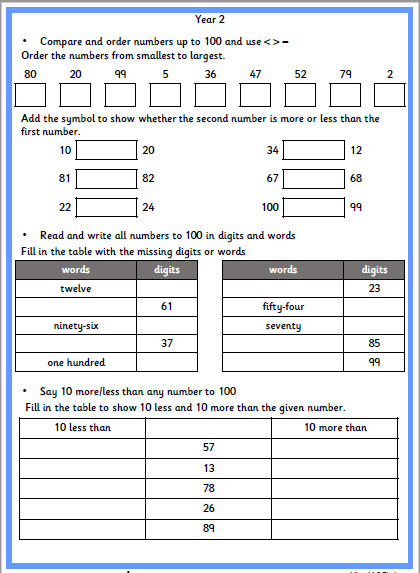 Year 2
• Compare and order numbers up to 100 and use < > =
Order the numbers from smallest to largest.
80 20 99 5 36 47 52 79 2
Add the symbol to show whether the second number is more or less than the
first number.
10 20 34 12
81 82 67 68
22 24 100 99
• Read and write all numbers to 100 in digits and words
Fill in the table with the missing digits or words
words digits words digits
twelve 23
61 fifty-four
ninety-six seventy
37 85
one hundred 99
• Say 10 more/less than any number to 100
Fill in the table to show 10 less and 10 more than the given number.
10 less than 10 more than
57
13
78
26
89